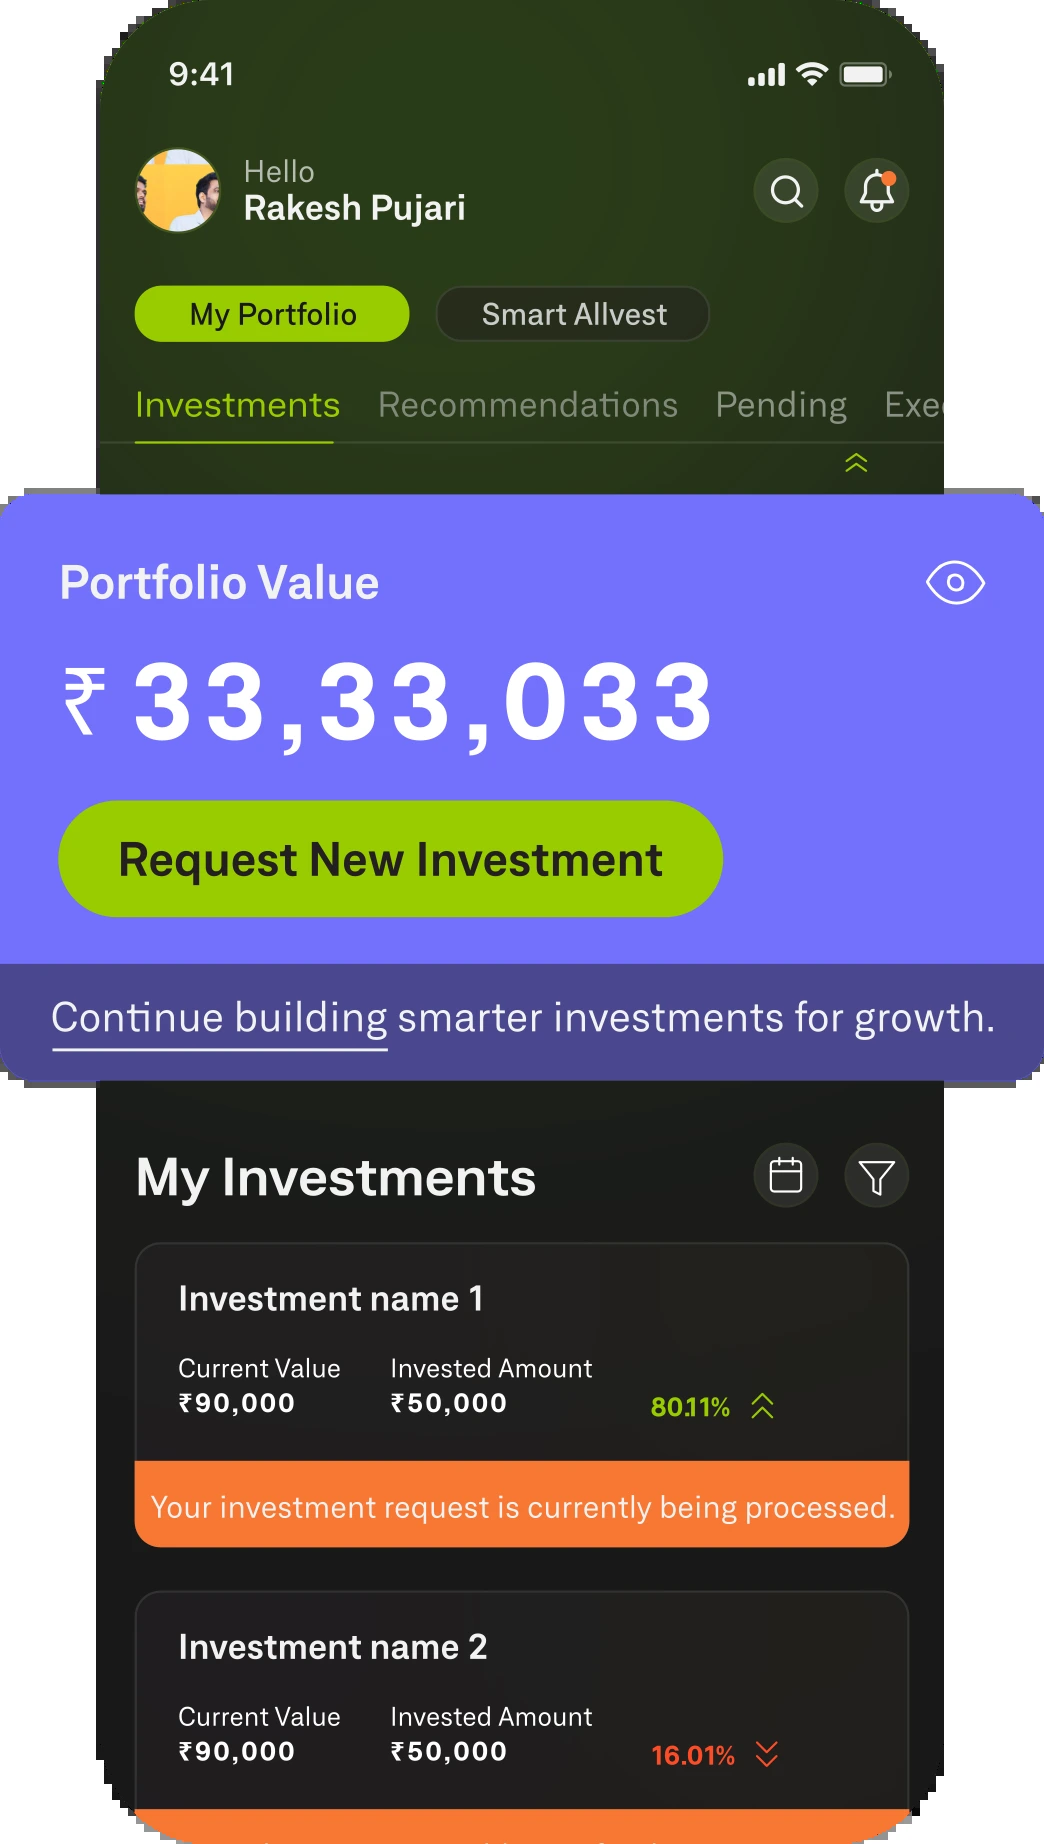 9:41
Hello
Rakesh Pujari
My Portfolio Smart Allvest
Investments Recommendations Pending
Portfolio Value
₹ 33,33,033
Request New Investment
Continue building smarter investments for growth.
My Investments
Investment name 1
Current Value Invested Amount
₹90,000 ₹50,000 80.11%
Your investment request is currently being processed.
Investment name 2
Current Value Invested Amount
₹90,000 ₹50,000 16.01%